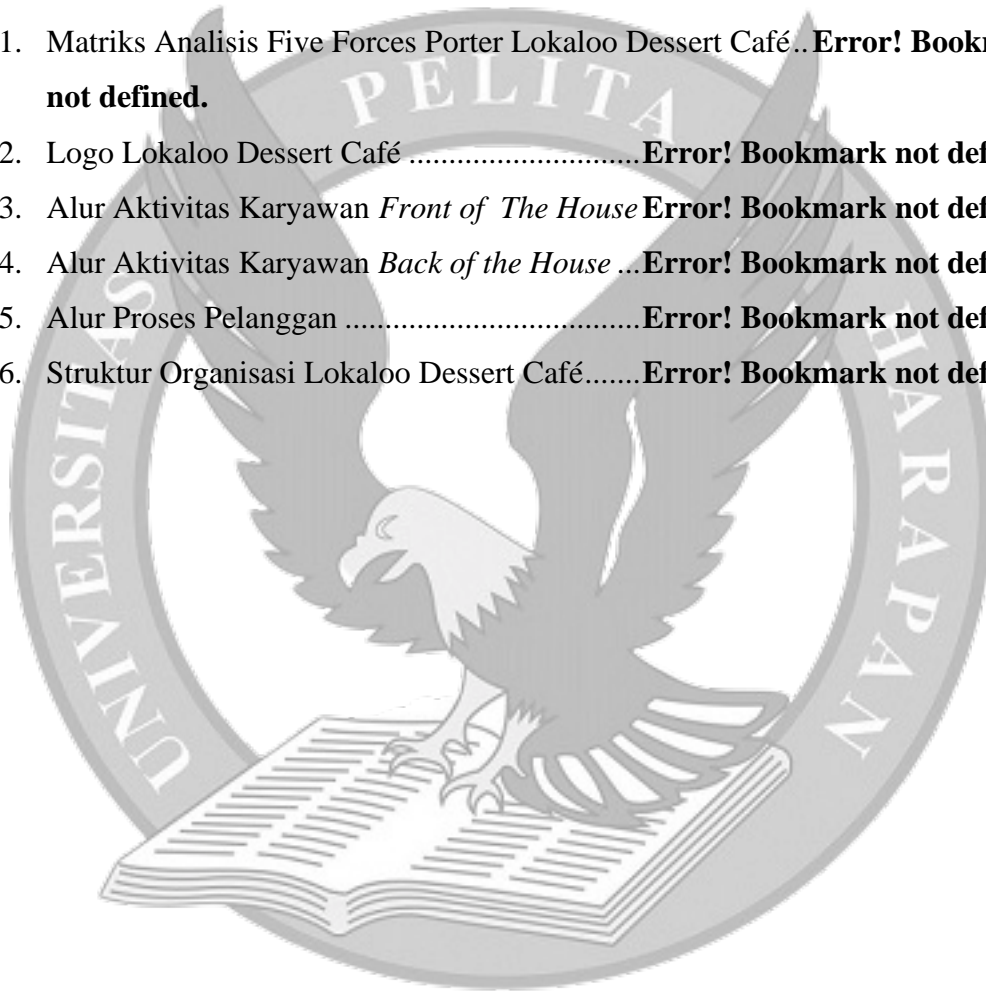 1. Matriks Analisis Five Forces Porter Lokaloo Dessert Café..Error! Bookm
not defined.
2. Logo Lokaloo Dessert Café ............................Error! Bookmark not def
3. Alur Aktivitas Karyawan Front of The House Error! Bookmark not def
4. Alur Aktivitas Karyawan Back of the House ...Error! Bookmark not def
5. Alur Proses Pelanggan ....................................Error! Bookmark not def
6. Struktur Organisasi Lokaloo Dessert Café.......Error! Bookmark not def
UNIVERSITAS PELITA HARAPAN